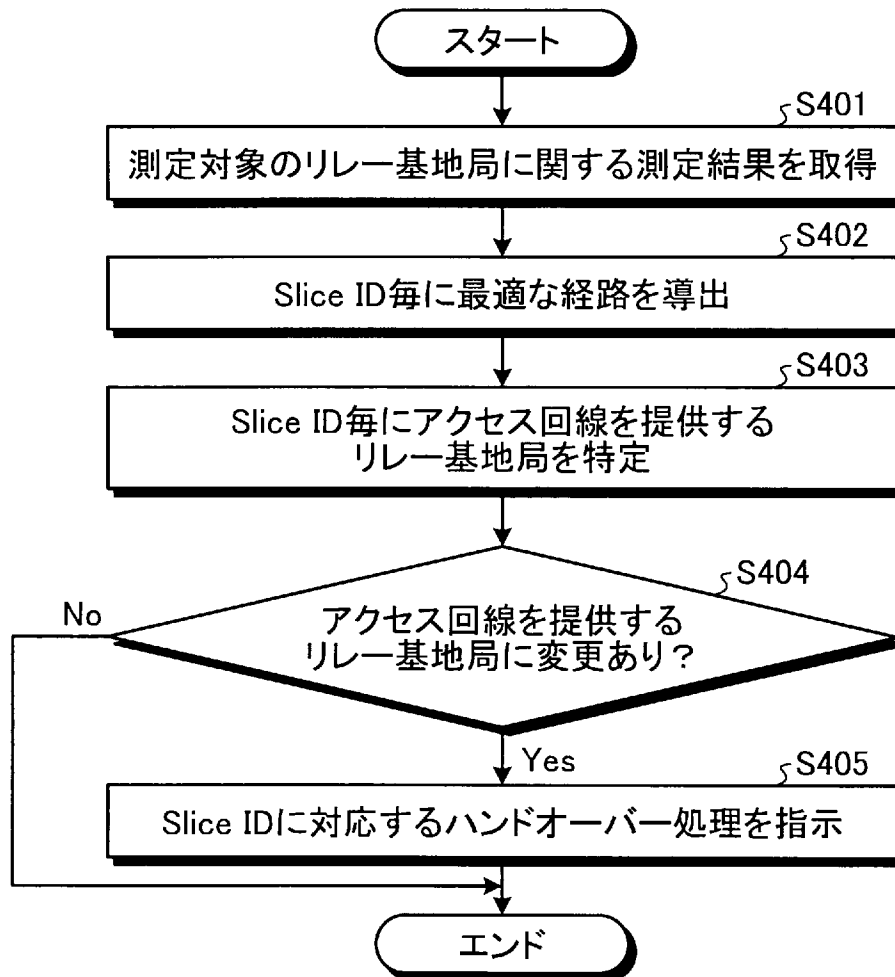 スタート
S401
測定対象のリレー基地局に関する測定結果を取得
S402
Slice ID毎に最適な経路を導出
S403
Slice ID毎にアクセス回線を提供する
リレー基地局を特定
S404
No
アクセス回線を提供する
リレー基地局に変更あり？
Yes
S405
Slice IDに対応するハンドオーバー処理を指示
エンド